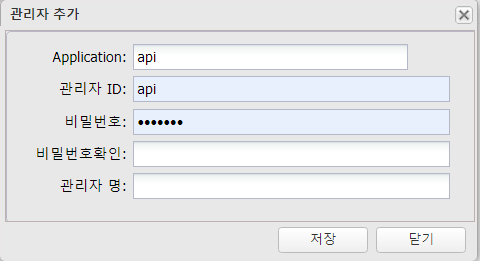 관리자 추가
Application: api
관리자 ID: api
비밀번호: •••••••
비밀번호확인:
관리자 명:
저장 닫기